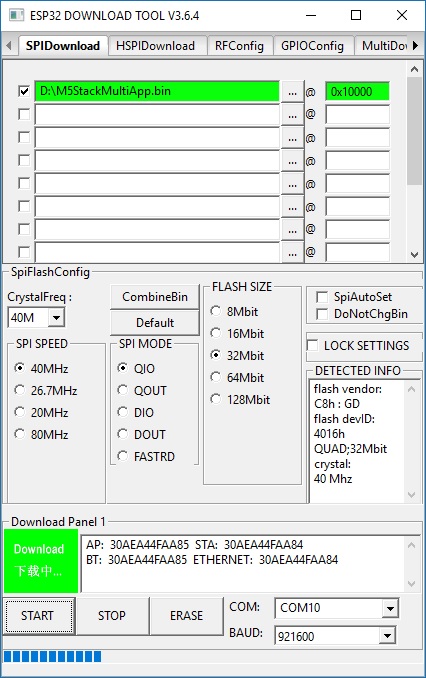 ESP32 DOWNLOAD TOOL V3.6.4
SPIDownload HSPIDownload RFConfig GPIOConfig MultiDow
D:\M5StackMultiApp.bin ... @ 0x10000
... @
... @
... @
... @
... @
... @
... @
SpiFlashConfig
CrystalFreq :
40M
CombineBin
Default
SPI SPEED
40MHz
26.7MHz
20MHz
80MHz
SPI MODE
QIO
QOUT
DIO
DOUT
FASTRD
FLASH SIZE
8Mbit
16Mbit
32Mbit
64Mbit
128Mbit
SpiAutoSet
DoNotChgBin
LOCK SETTINGS
DETECTED INFO
flash vendor:
C8h : GD
flash devID:
4016h
QUAD;32Mbit
crystal:
40 Mhz
Download Panel 1
Download
下载中...
AP: 30AEA44FAA85 STA: 30AEA44FAA84
BT: 30AEA44FAA85 ETHERNET: 30AEA44FAA84
START STOP ERASE
COM: COM10
BAUD: 921600